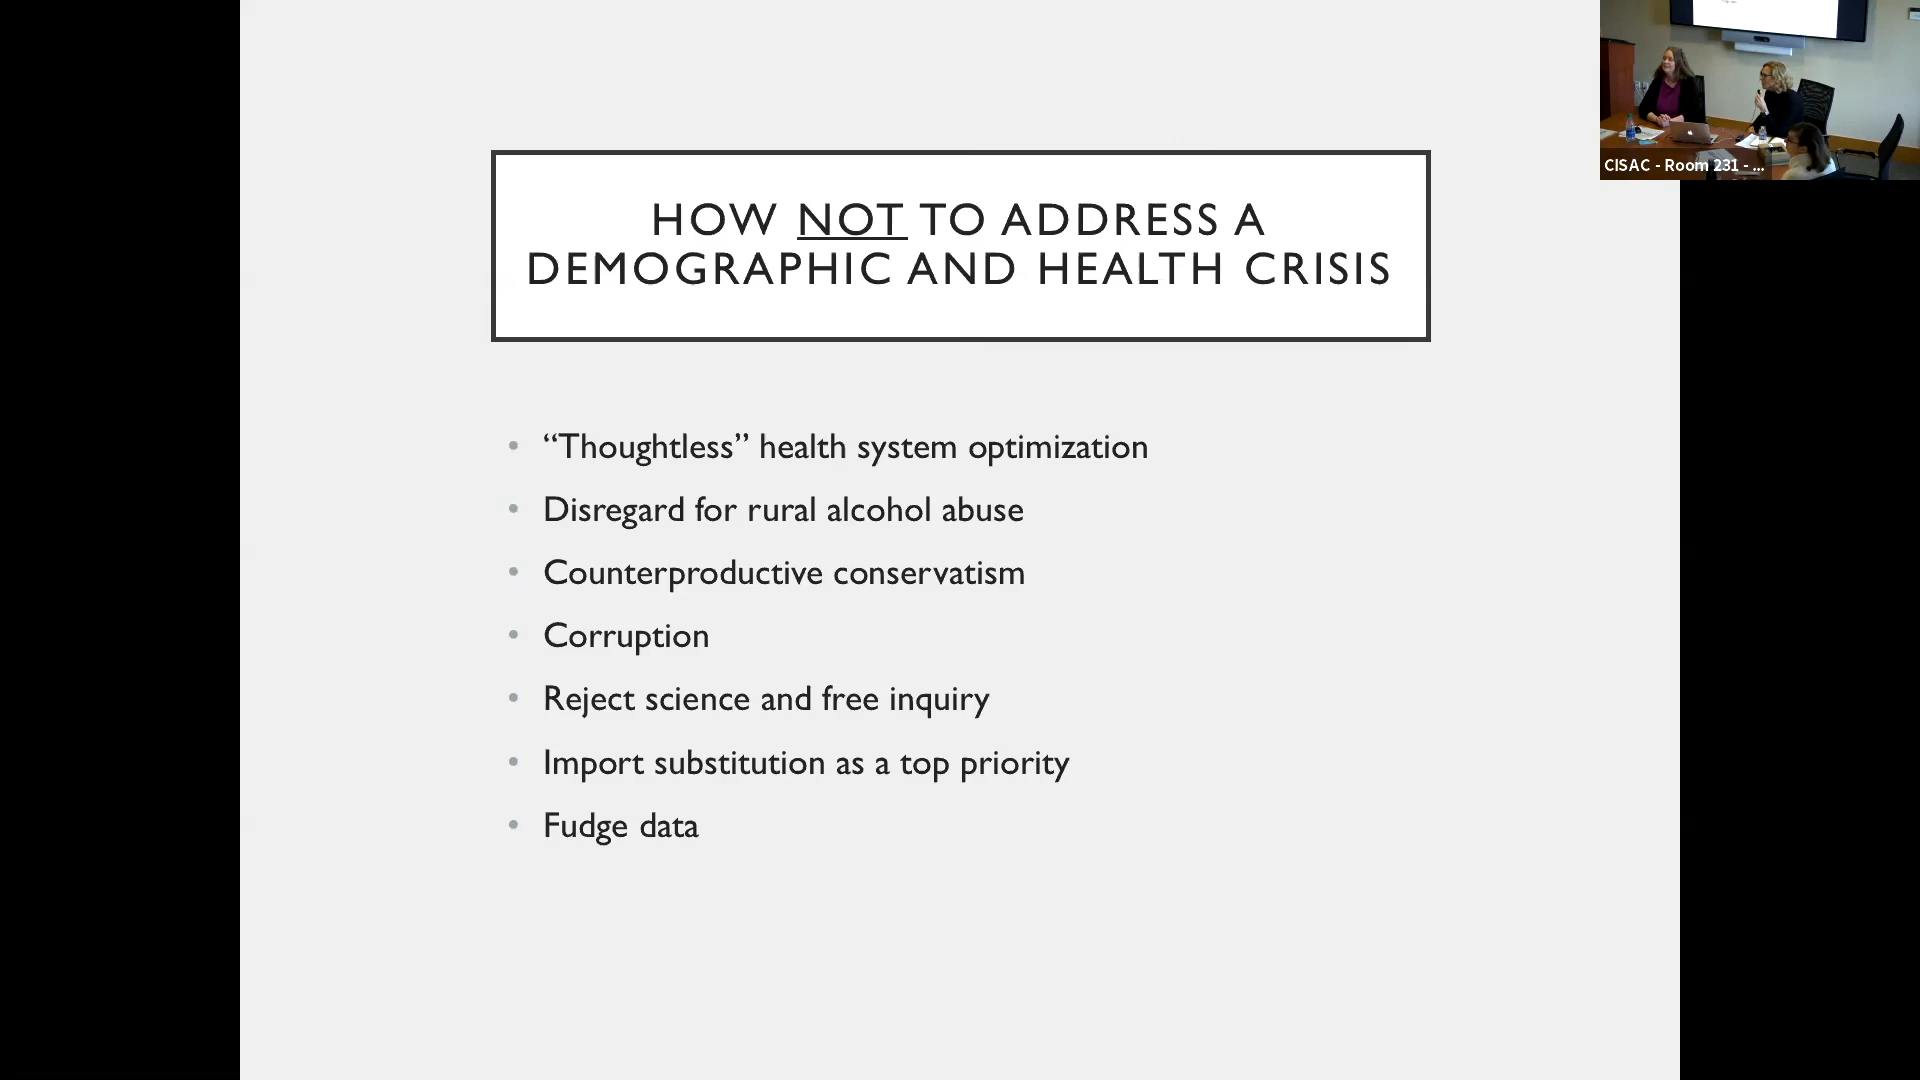 HOW NOT TO ADDRESS A
DEMOGRAPHIC AND HEALTH CRISIS
• “Thoughtless” health system optimization
• Disregard for rural alcohol abuse
• Counterproductive conservatism
• Corruption
• Reject science and free inquiry
• Import substitution as a top priority
• Fudge data
CISAC - Room 231 - ...